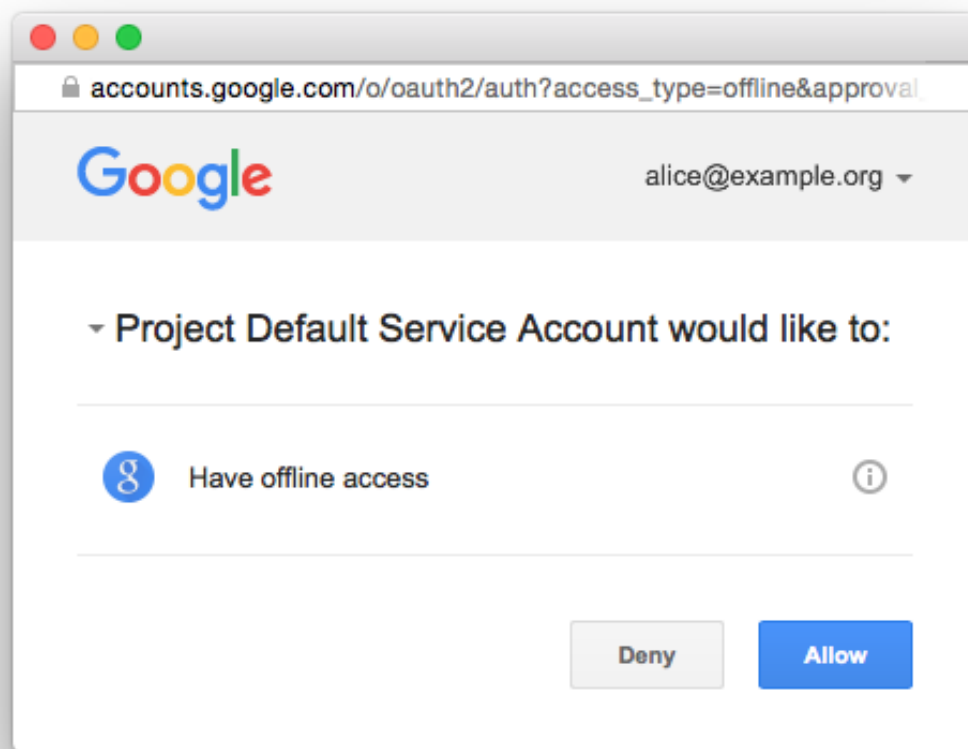 accounts.google.com/o/oauth2/auth?access_type=offline&approval_
Google
alice@example.org
Project Default Service Account would like to:
g
Have offline access
i
Deny
Allow